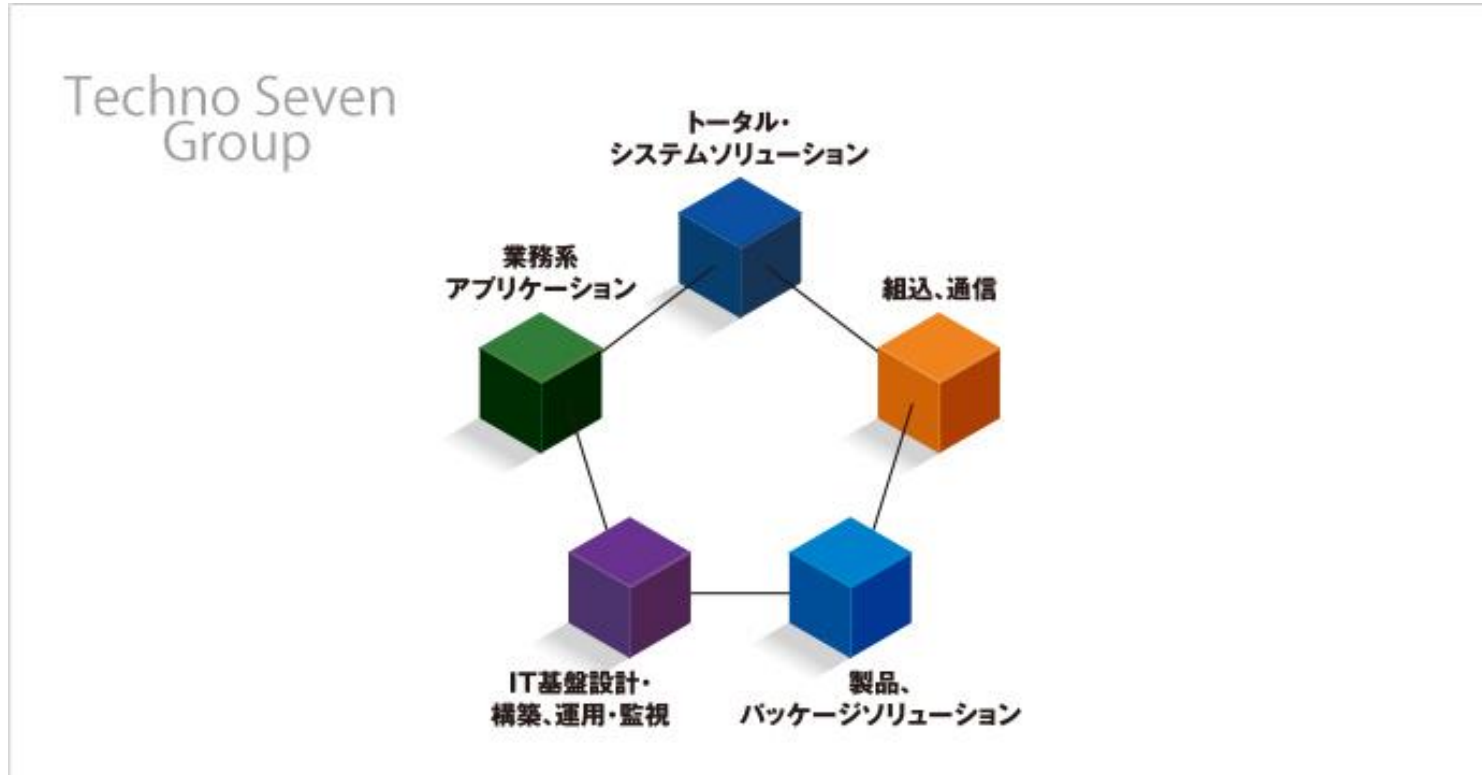 Techno Seven
Group
トータル・
システムソリューション
業務系
アプリケーション
組込、通信
IT基盤設計・
構築、運用・監視
製品、
パッケージソリューション